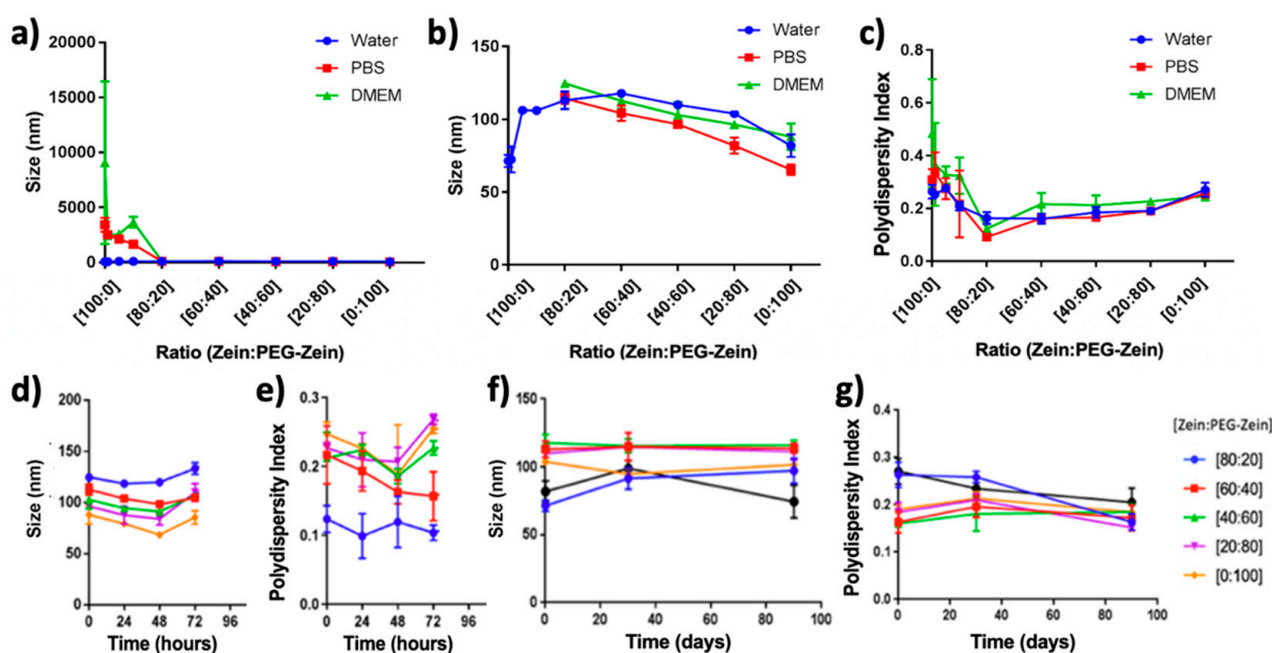 a)
20000
15000
10000
5000
0
Size (nm)
Water
PBS
DMEM
[100:0]
[80:20]
[60:40]
[40:60]
[20:80]
[0:100]
Ratio (Zein:PEG-Zein)
b)
150
100
50
0
Size (nm)
Water
PBS
DMEM
[100:0]
[80:20]
[60:40]
[40:60]
[20:80]
[0:100]
Ratio (Zein:PEG-Zein)
c)
0.8
0.6
0.4
0.2
0.0
Polydispersity Index
Water
PBS
DMEM
[100:0]
[80:20]
[60:40]
[40:60]
[20:80]
[0:100]
Ratio (Zein:PEG-Zein)
d)
200
150
100
50
0
Size (nm)
0 24 48 72 96
Time (hours)
e)
0.3
0.2
0.1
0.0
Polydispersity Index
0 24 48 72 96
Time (hours)
f)
150
100
50
0
Size (nm)
0 20 40 60 80 100
Time (days)
g)
0.4
0.3
0.2
0.1
0.0
Polydispersity Index
0 20 40 60 80 100
Time (days)
[Zein:PEG-Zein]
[80:20]
[60:40]
[40:60]
[20:80]
[0:100]